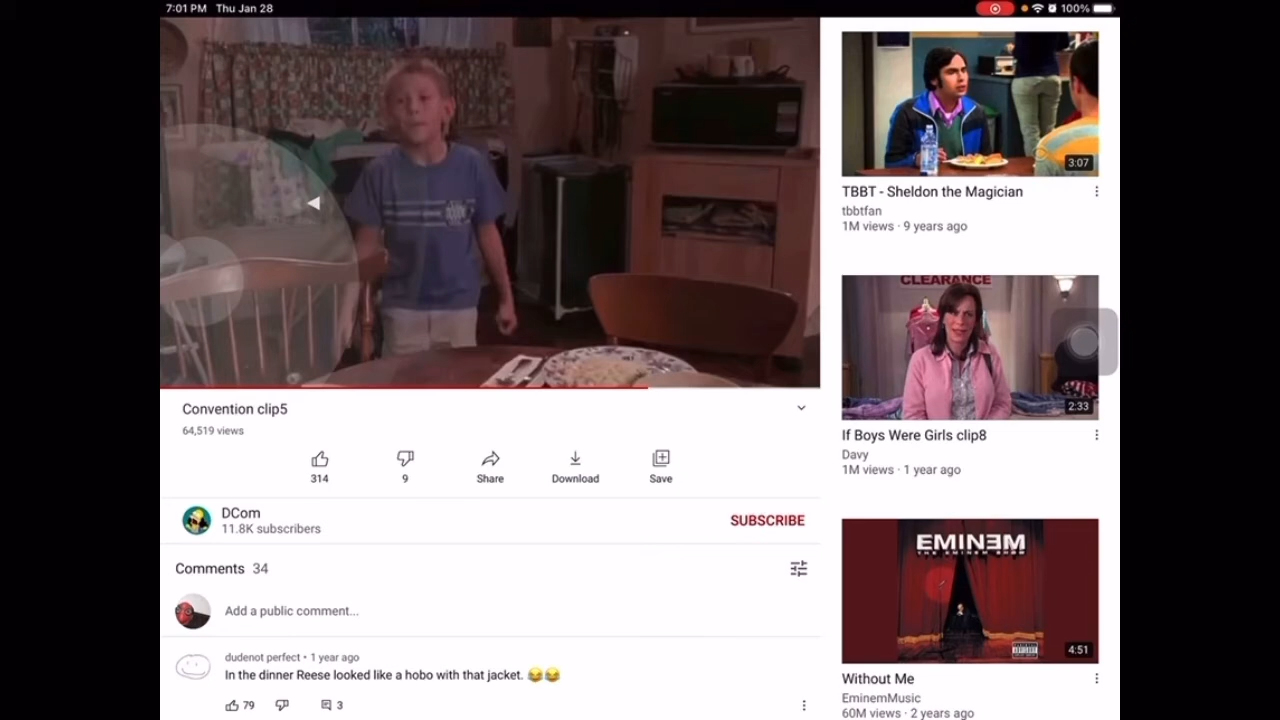 7:01 PM Thu Jan 28
100%
Convention clip5
64,519 views
314
9
Share
Download
Save
DCom
11.8K subscribers
SUBSCRIBE
Comments 34
Add a public comment...
dudenot perfect • 1 year ago
In the dinner Reese looked like a hobo with that jacket. 😂😂
79
3
3:07
TBBT - Sheldon the Magician
tbbtfan
1M views · 9 years ago
CLEARANCE
2:33
If Boys Were Girls clip8
Davy
1M views · 1 year ago
EMINƎM
THE EMINEM SHOW
4:51
Without Me
EminemMusic
60M views · 2 years ago